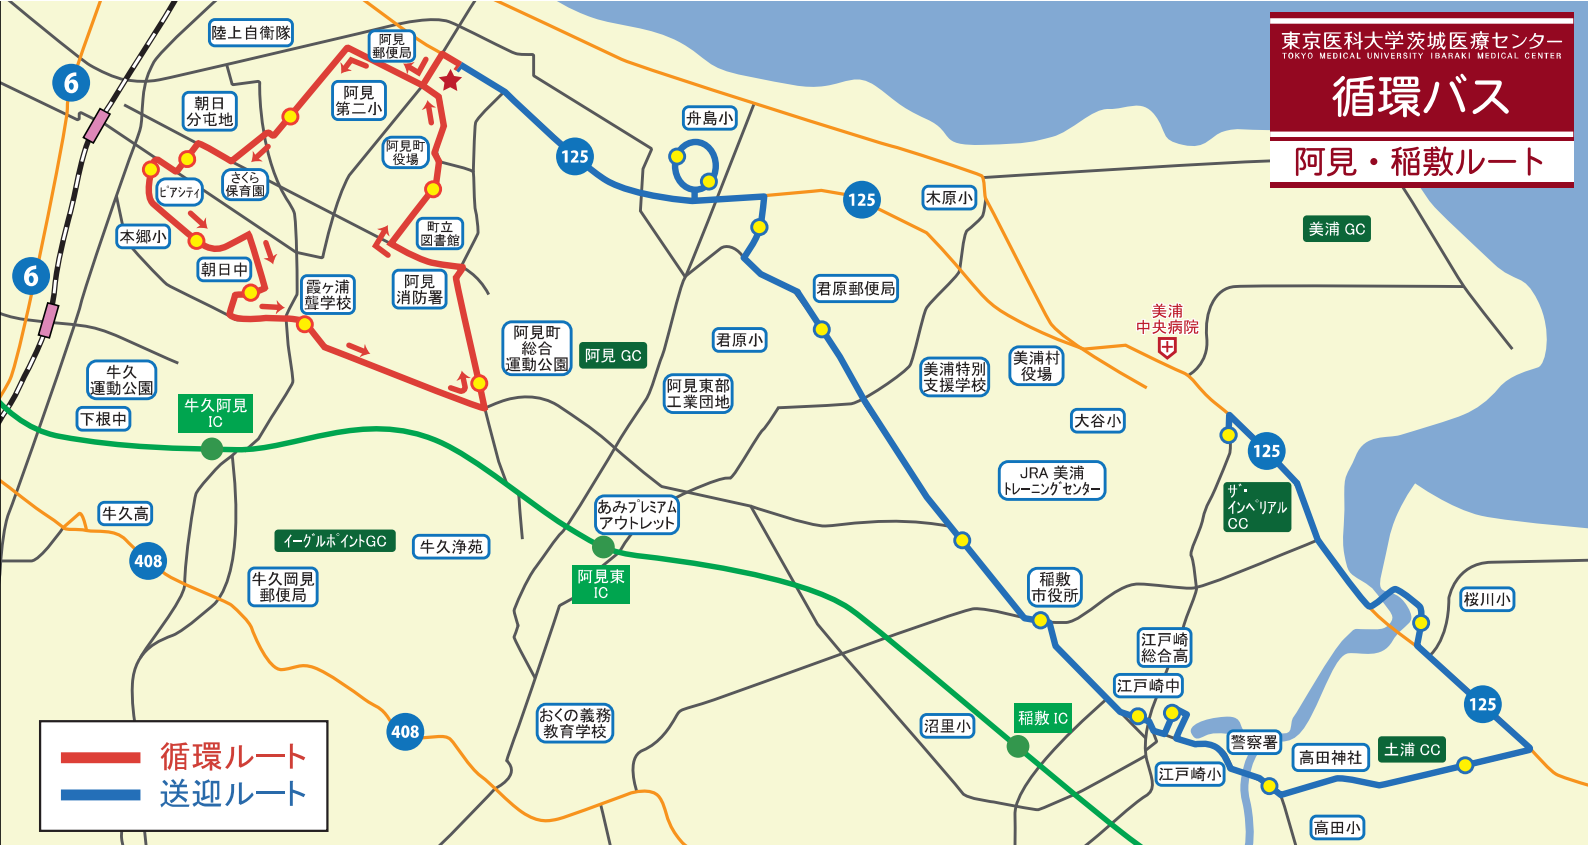 東京医科大学茨城医療センター
TOKYO MEDICAL UNIVERSITY IBARAKI MEDICAL CENTER
循環バス
阿見・稲敷ルート
陸上自衛隊
阿見
郵便局
6
朝日
分屯地
阿見
第二小
舟島小
阿見町
役場
125
さくら
保育園
ピアシティ
125
木原小
町立
図書館
美浦 GC
本郷小
朝日中
6
霞ヶ浦
聾学校
阿見
消防署
君原郵便局
美浦
中央病院
阿見町
総合
運動公園
阿見 GC
君原小
牛久
運動公園
美浦特別
支援学校
美浦村
役場
阿見東部
工業団地
下根中
牛久阿見
IC
大谷小
125
JRA 美浦
トレーニングセンター
ザ・
インペリアル
CC
牛久高
あみプレミアム
アウトレット
イーグルポイントGC
牛久浄苑
408
阿見東
IC
牛久岡見
郵便局
稲敷
市役所
桜川小
江戸崎
総合高
江戸崎中
おくの義務
教育学校
沼里小
稲敷 IC
125
408
警察署
高田神社
土浦 CC
江戸崎小
高田小
循環ルート
送迎ルート